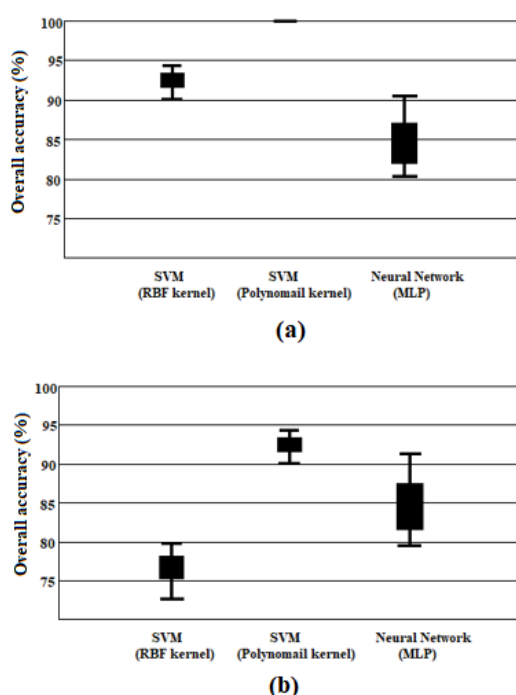 Overall accuracy (%)
100
95
90
85
80
75
SVM
(RBF kernel)
SVM
(Polynomail kernel)
Neural Network
(MLP)
(a)
Overall accuracy (%)
100
95
90
85
80
75
SVM
(RBF kernel)
SVM
(Polynomail kernel)
Neural Network
(MLP)
(b)